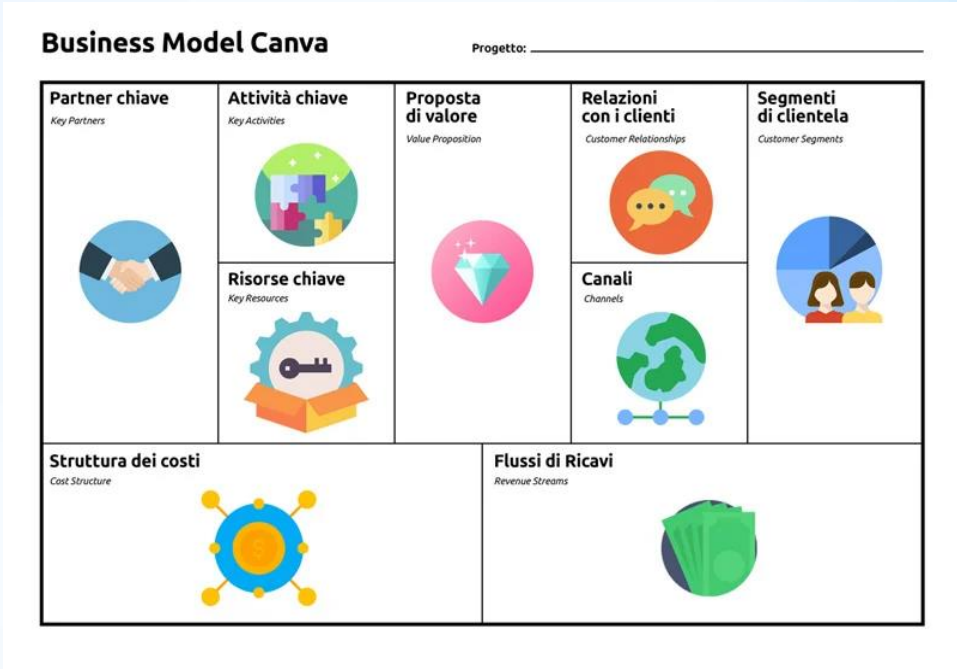 Business Model Canva
Progetto:
Partner chiave
Key Partners
Attività chiave
Key Activities
Risorse chiave
Key Resources
Proposta
di valore
Value Proposition
Relazioni
con i clienti
Customer Relationships
Canali
Channels
Segmenti
di clientela
Customer Segments
Struttura dei costi
Cost Structure
$
Flussi di Ricavi
Revenue Streams